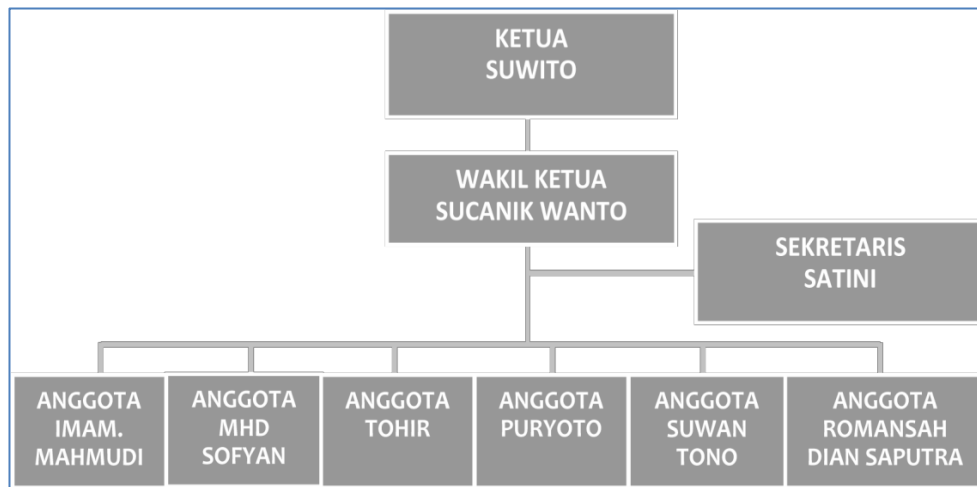 KETUA
SUWITO
WAKIL KETUA
SUCANIK WANTO
SEKRETARIS
SATINI
ANGGOTA
IMAM.
MAHMUDI
ANGGOTA
MHD
SOFYAN
ANGGOTA
TOHIR
ANGGOTA
PURYOTO
ANGGOTA
SUWAN
TONO
ANGGOTA
ROMANSAH
DIAN SAPUTRA